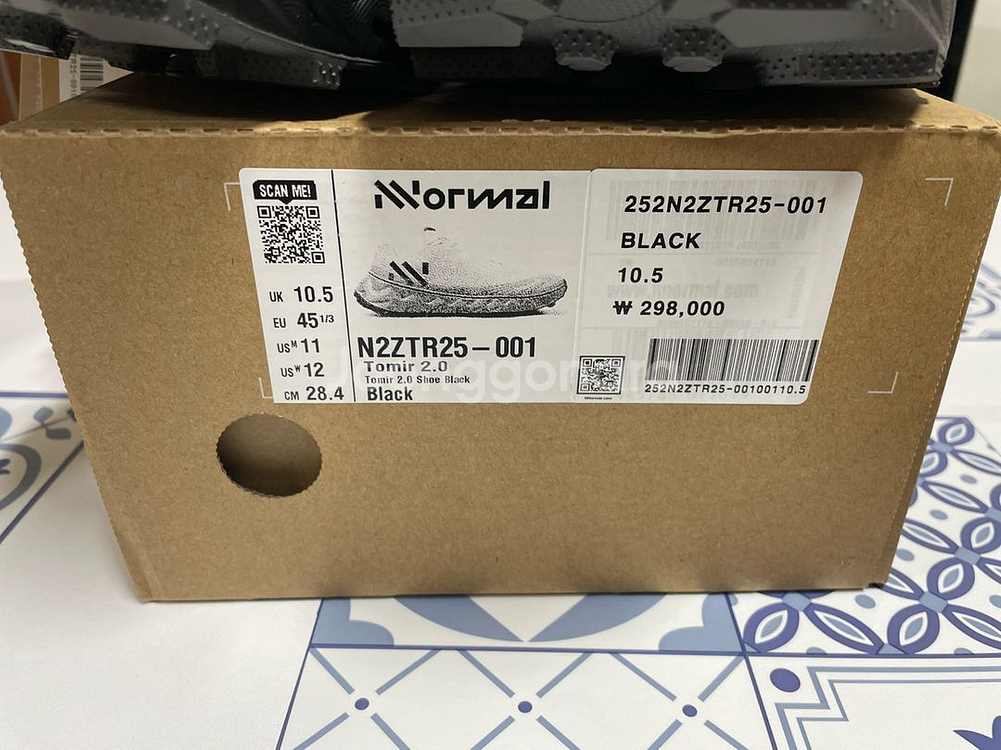 SCAN ME!
UK 10.5
EU 45 1/3
US M 11
US W 12
CM 28.4
NNormal
N2ZTR25-001
Tomir 2.0
Tomir 2.0 Shoe Black
Black
252N2ZTR25-001
BLACK
10.5
₩ 298,000
252N2ZTR25-00100110.5